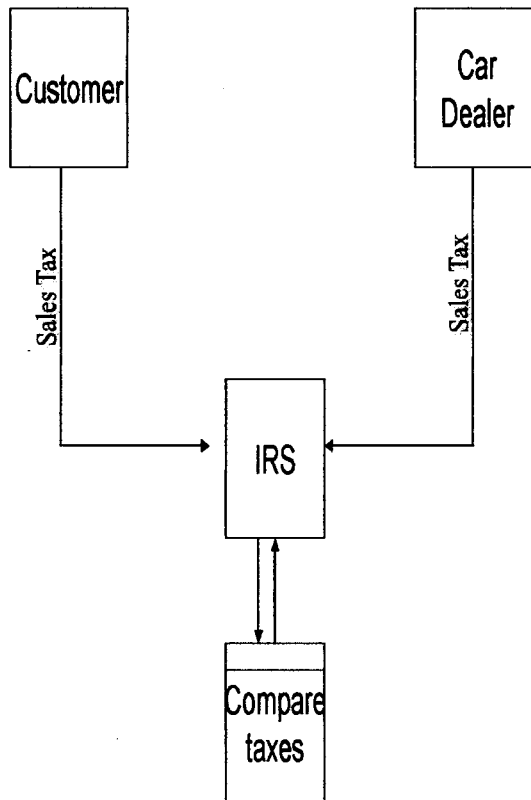 Customer
Car
Dealer
Sales Tax
Sales Tax
IRS
Compare
taxes